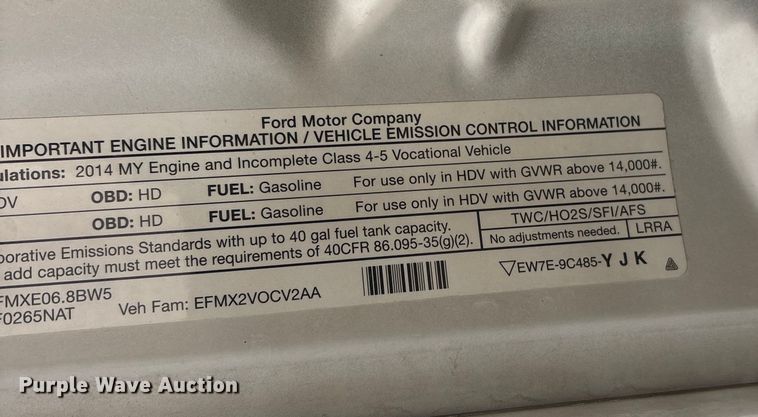 Ford Motor Company
IMPORTANT ENGINE INFORMATION / VEHICLE EMISSION CONTROL INFORMATION
ulations: 2014 MY Engine and Incomplete Class 4-5 Vocational Vehicle
DV OBD: HD FUEL: Gasoline For use only in HDV with GVWR above 14,000#.
OBD: HD FUEL: Gasoline For use only in HDV with GVWR above 14,000#.
porative Emissions Standards with up to 40 gal fuel tank capacity.
add capacity must meet the requirements of 40CFR 86.095-35(g)(2).
TWC/HO2S/SFI/AFS
No adjustments needed. LRRA
FMXE06.8BW5
F0265NAT
Veh Fam: EFMX2VOCV2AA
EW7E-9C485-YJK
Purple Wave Auction